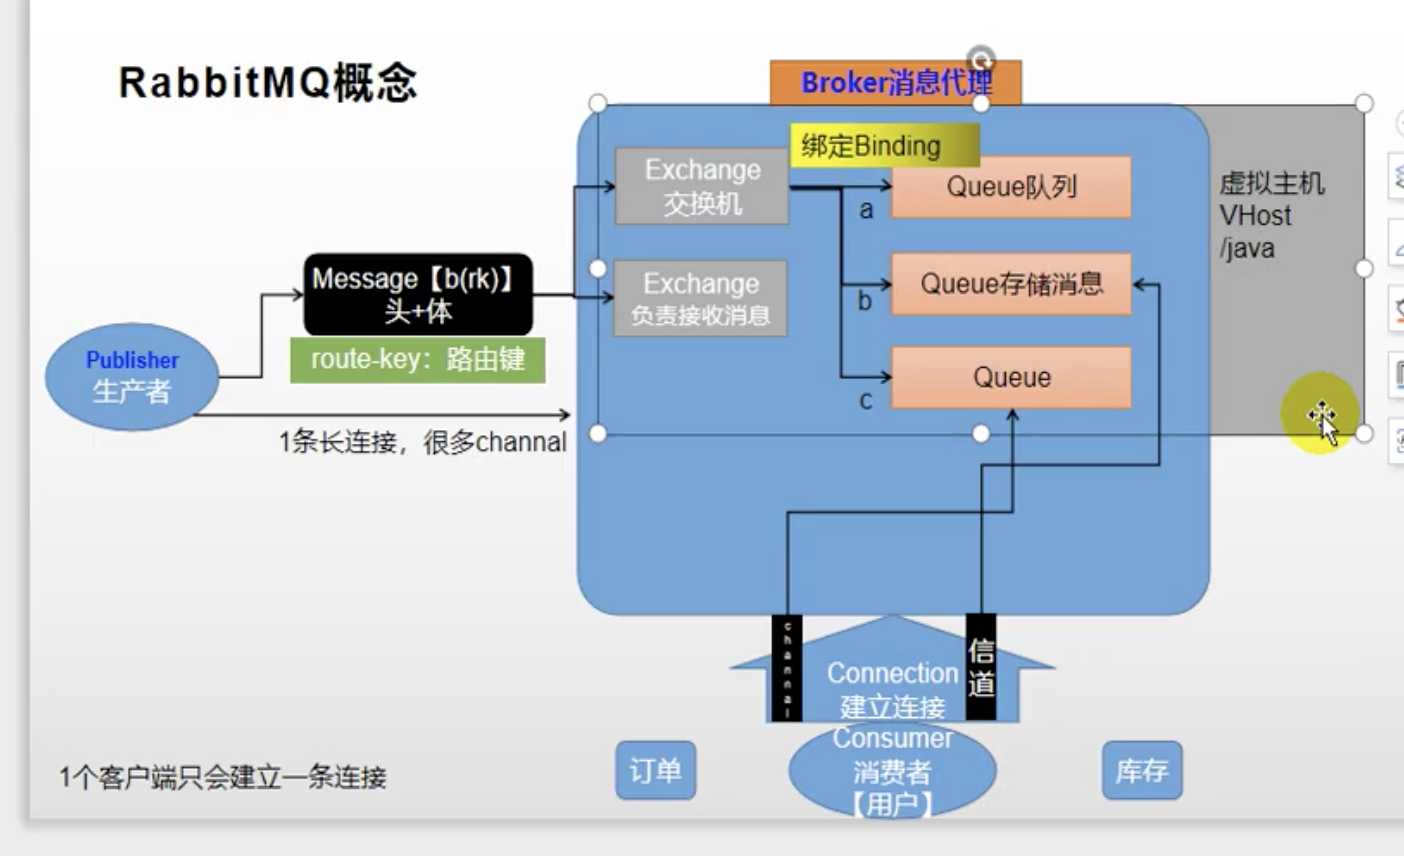 RabbitMQ概念
Broker消息代理
绑定Binding
Exchange
交换机
Queue队列
a
虚拟主机
VHost
/java
Message【b(rk)】
头+体
Exchange
负责接收消息
Queue存储消息
b
route-key：路由键
Publisher
生产者
Queue
c
1条长连接，很多channal
channal
Connection
建立连接
信道
Consumer
消费者
【用户】
订单
库存
1个客户端只会建立一条连接